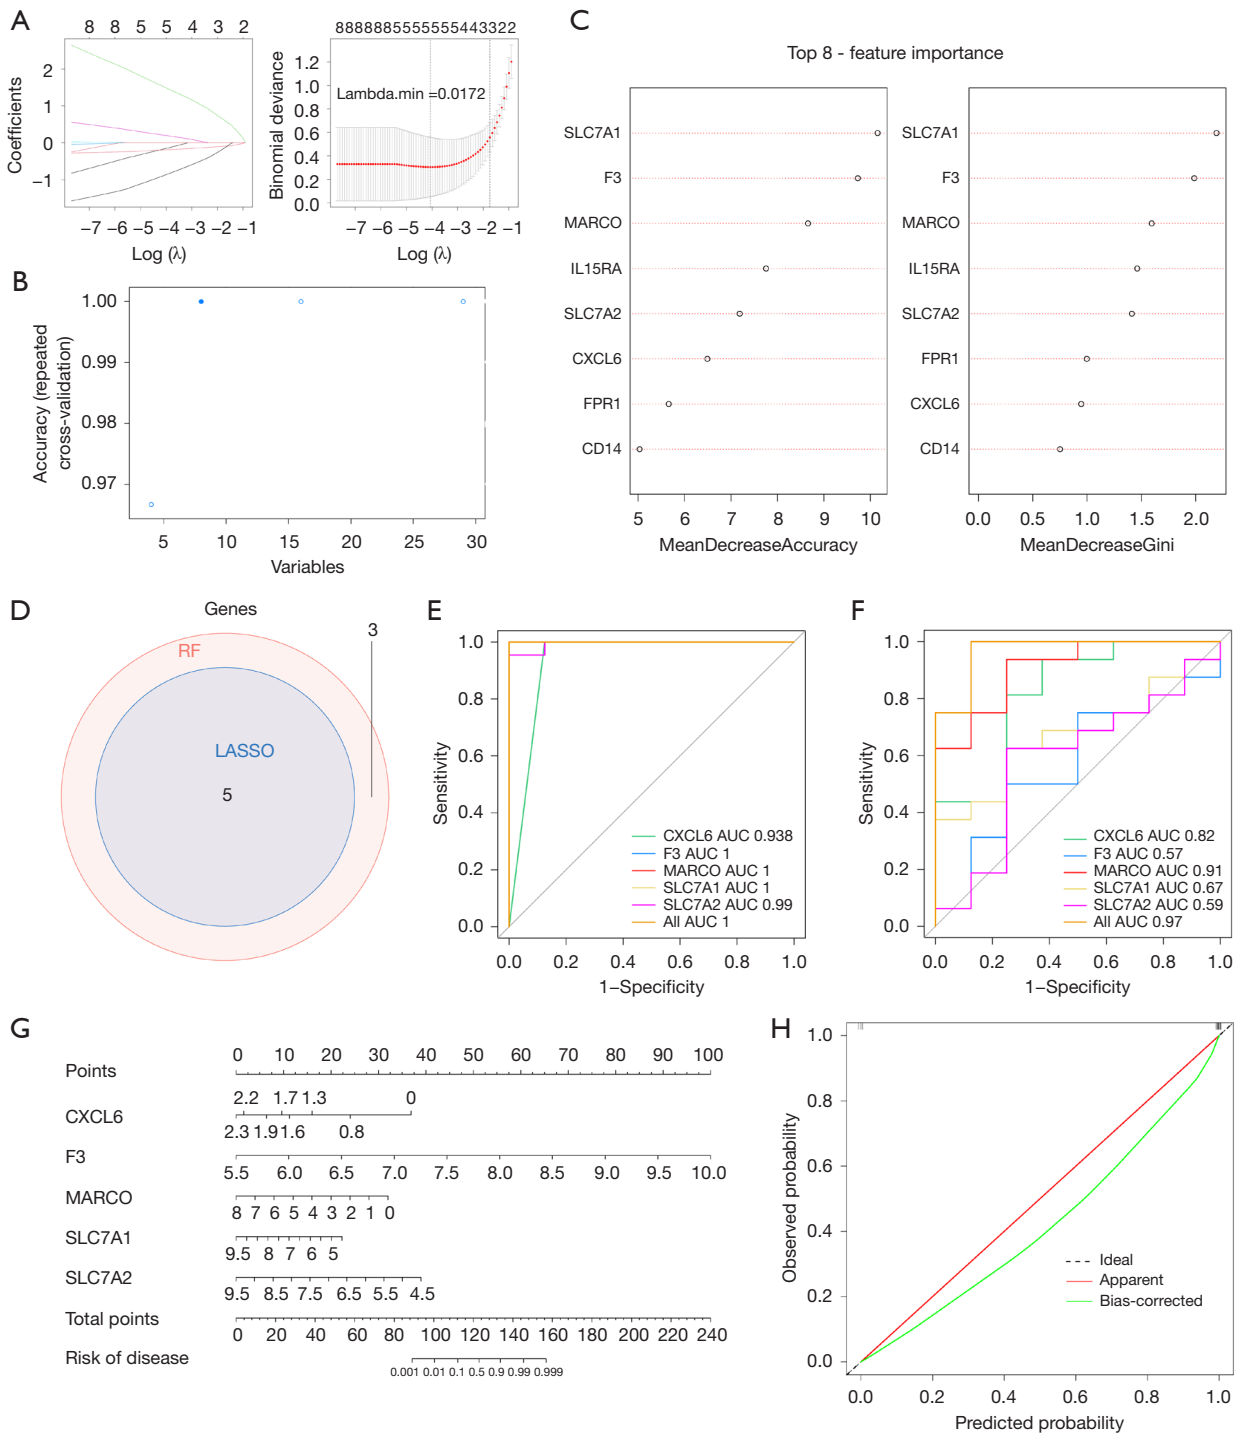 A
8 8 5 5 4 2
2
1
0
−1
Coefficients
−7 −6 −5 −4 −3 −2 −1
Log (λ)
8888888555555544332​2
1.2
1.0
0.8
0.6
0.4
0.2
0.0
Binomial deviance
Lambda.min =0.0172
−7 −6 −5 −4 −3 −2 −1
Log (λ)
B
1.00
0.99
0.98
0.97
Accuracy (repeated
cross-validation)
5 10 15 20 25 30
Variables
C
Top 8 - feature importance
SLC7A1
F3
MARCO
IL15RA
SLC7A2
CXCL6
FPR1
CD14
5 6 7 8 9 10
MeanDecreaseAccuracy
SLC7A1
F3
MARCO
IL15RA
SLC7A2
FPR1
CXCL6
CD14
0.0 0.5 1.0 1.5 2.0
MeanDecreaseGini
D
Genes
3
RF
LASSO
5
E
1.0
0.8
0.6
0.4
0.2
0.0
Sensitivity
CXCL6 AUC 0.938
F3 AUC 1
MARCO AUC 1
SLC7A1 AUC 1
SLC7A2 AUC 0.99
All AUC 1
0.0 0.2 0.4 0.6 0.8 1.0
1−Specificity
F
1.0
0.8
0.6
0.4
0.2
0.0
Sensitivity
CXCL6 AUC 0.82
F3 AUC 0.57
MARCO AUC 0.91
SLC7A1 AUC 0.67
SLC7A2 AUC 0.59
All AUC 0.97
0.0 0.2 0.4 0.6 0.8 1.0
1−Specificity
G
0 10 20 30 40 50 60 70 80 90 100
Points
2.2 1.7 1.3 0
CXCL6
2.3 1.9 1.6 0.8
F3
5.5 6.0 6.5 7.0 7.5 8.0 8.5 9.0 9.5 10.0
MARCO
8 7 6 5 4 3 2 1 0
SLC7A1
9.5 8 7 6 5
SLC7A2
9.5 8.5 7.5 6.5 5.5 4.5
Total points
0 20 40 60 80 100 120 140 160 180 200 220 240
Risk of disease
0.001 0.01 0.1 0.5 0.9 0.99 0.999
H
1.0
0.8
0.6
0.4
0.2
0.0
Observed probability
Ideal
Apparent
Bias-corrected
0.0 0.2 0.4 0.6 0.8 1.0
Predicted probability